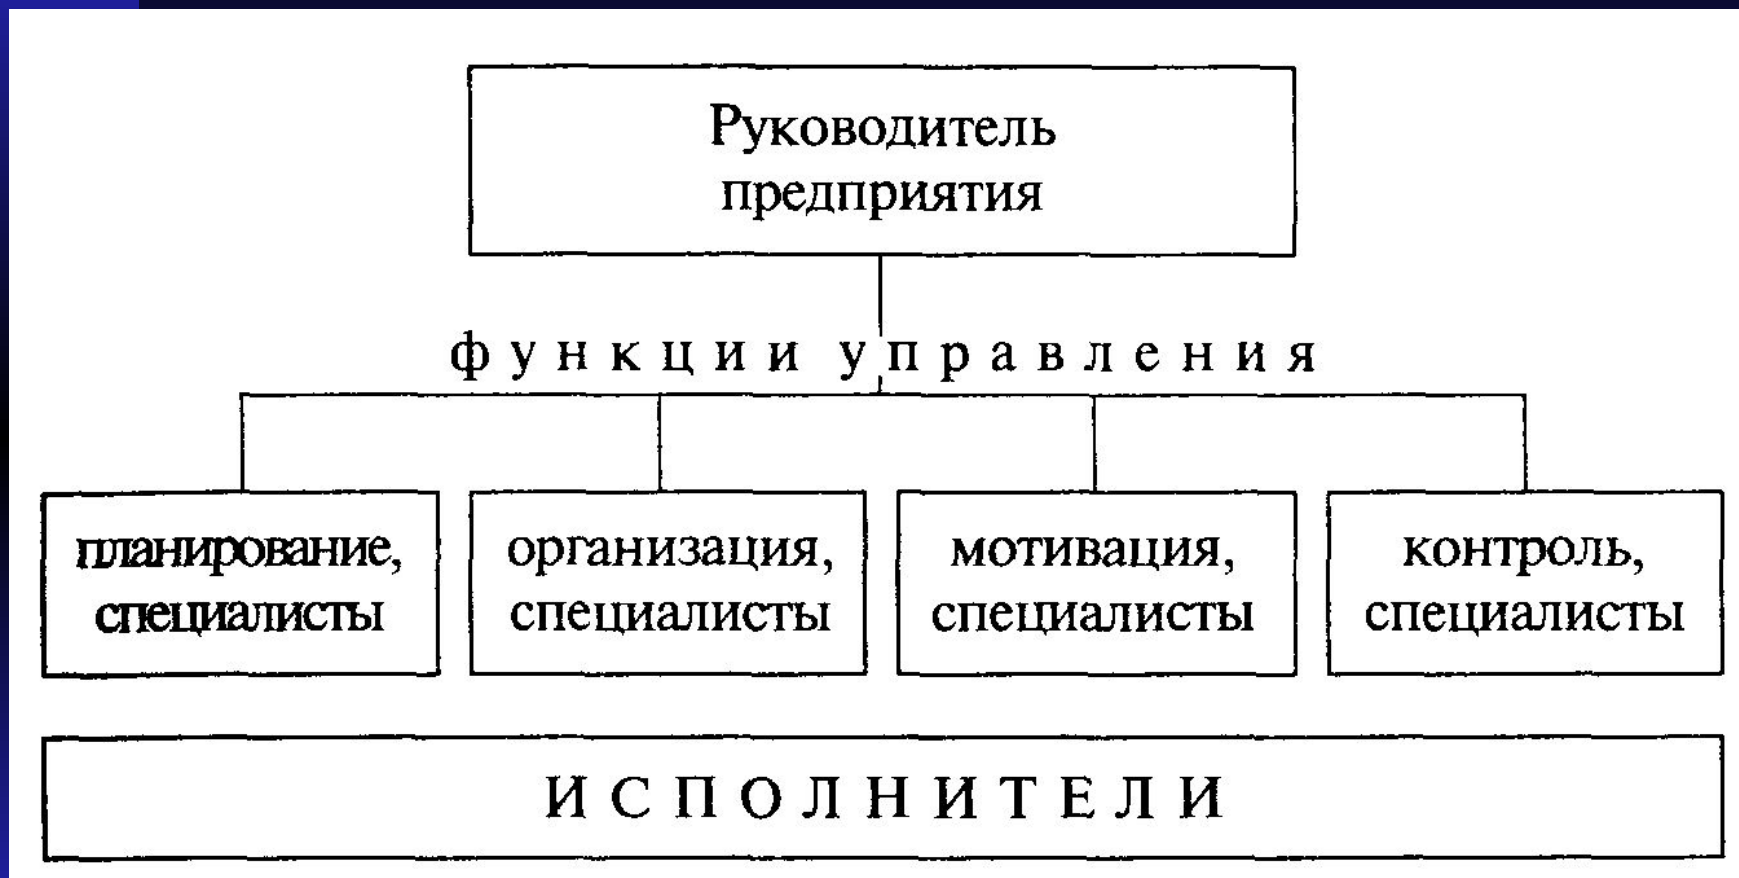 Руководитель
предприятия
функции управления
планирование,
специалисты
организация,
специалисты
мотивация,
специалисты
контроль,
специалисты
ИСПОЛНИТЕЛИ